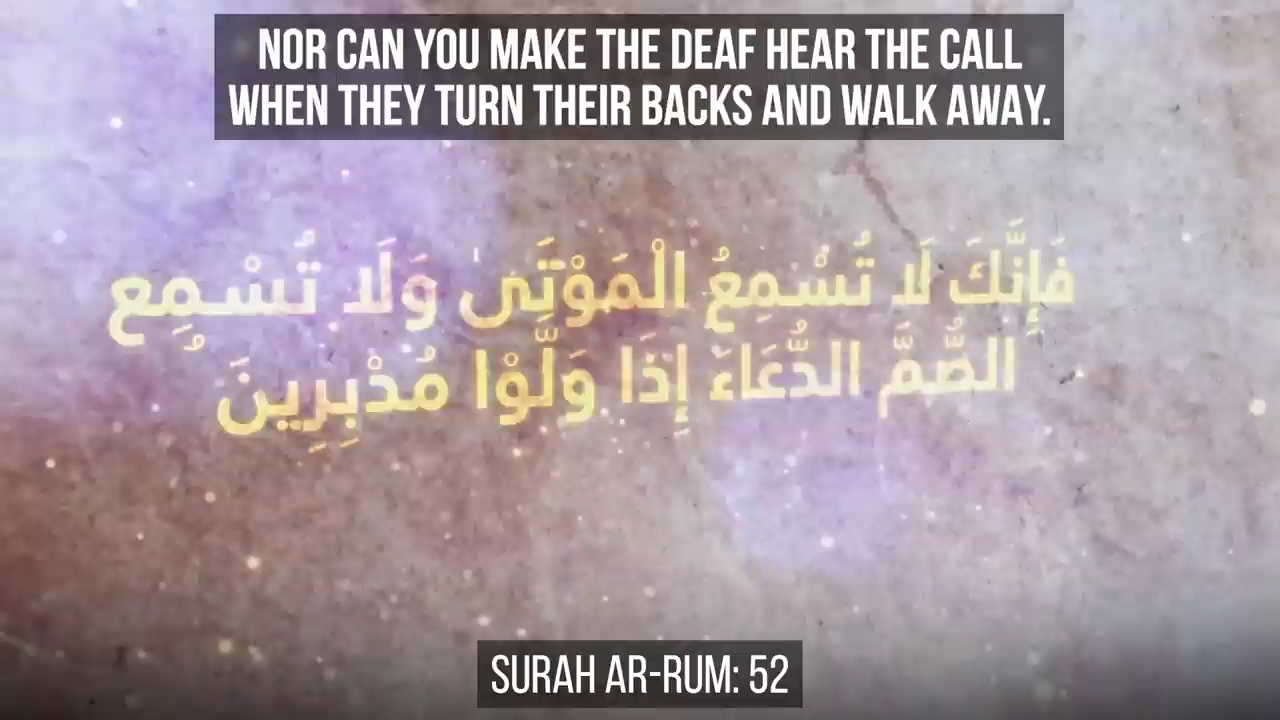 NOR CAN YOU MAKE THE DEAF HEAR THE CALL
WHEN THEY TURN THEIR BACKS AND WALK AWAY.
فَإِنَّكَ لَا تُسْمِعُ الْمَوْتَىٰ وَلَا تُسْمِعُ
الصُّمَّ الدُّعَاءَ إِذَا وَلَّوْا مُدْبِرِينَ
SURAH AR-RUM: 52